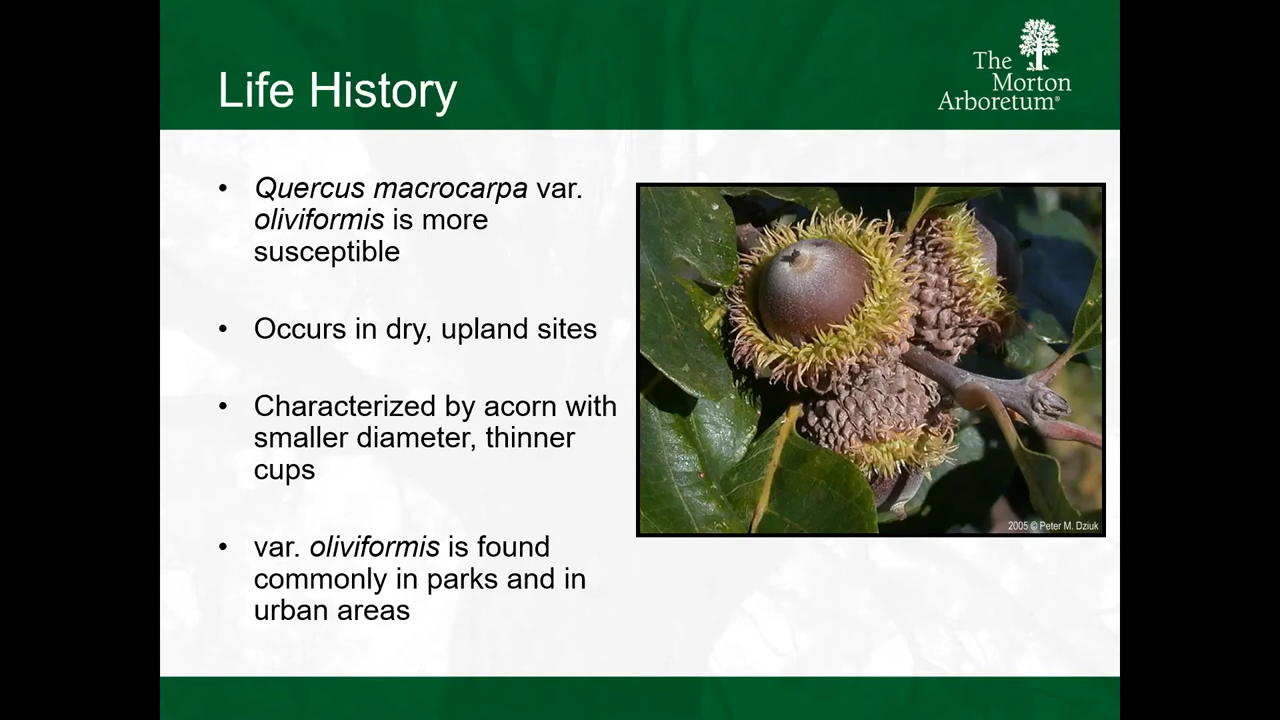 Life History
The
Morton
Arboretum®
• Quercus macrocarpa var.
oliviformis is more
susceptible
• Occurs in dry, upland sites
• Characterized by acorn with
smaller diameter, thinner
cups
• var. oliviformis is found
commonly in parks and in
urban areas
2005 © Peter M. Dziuk